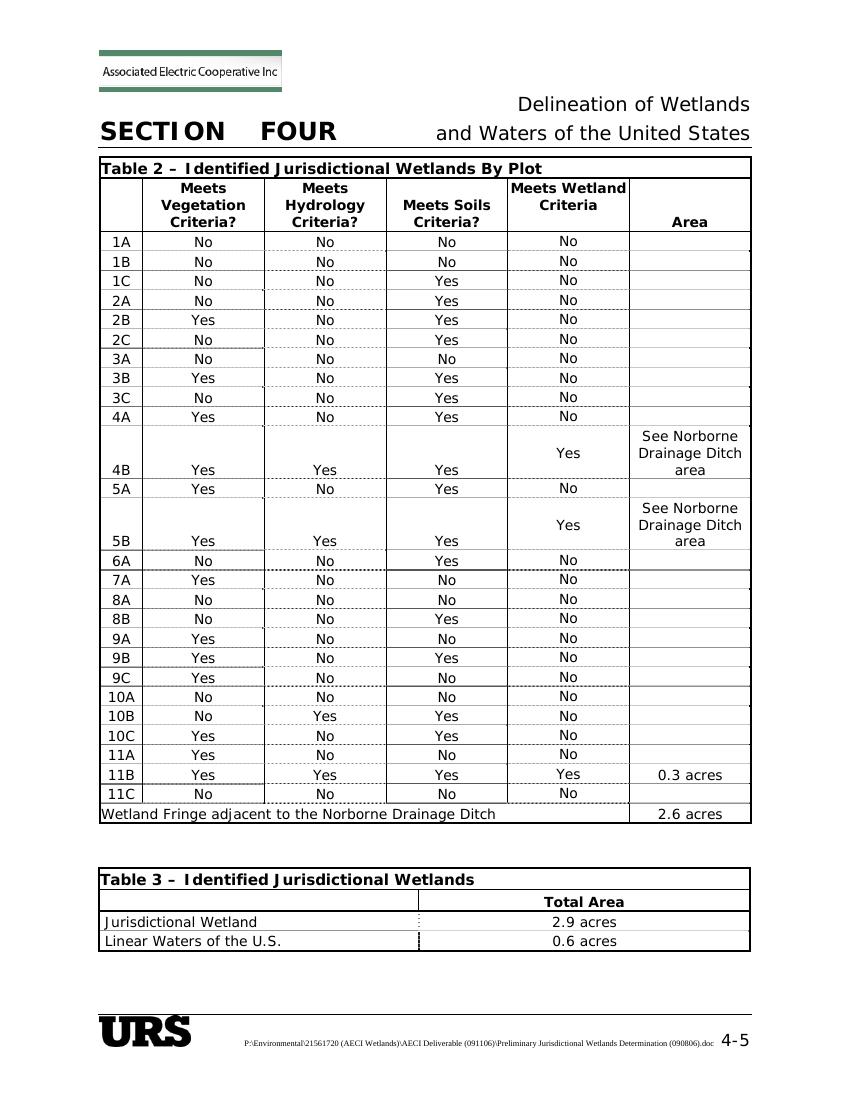 Associated Electric Cooperative Inc
Delineation of Wetlands
SECTION FOUR and Waters of the United States
Table 2 – Identified Jurisdictional Wetlands By Plot
Meets Vegetation Criteria? Meets Hydrology Criteria? Meets Soils Criteria? Meets Wetland Criteria Area
1A No No No No
1B No No No No
1C No No Yes No
2A No No Yes No
2B Yes No Yes No
2C No No Yes No
3A No No No No
3B Yes No Yes No
3C No No Yes No
4A Yes No Yes No
4B Yes Yes Yes Yes See Norborne Drainage Ditch area
5A Yes No Yes No
5B Yes Yes Yes Yes See Norborne Drainage Ditch area
6A No No Yes No
7A Yes No No No
8A No No No No
8B No No Yes No
9A Yes No No No
9B Yes No Yes No
9C Yes No No No
10A No No No No
10B No Yes Yes No
10C Yes No Yes No
11A Yes No No No
11B Yes Yes Yes Yes 0.3 acres
11C No No No No
Wetland Fringe adjacent to the Norborne Drainage Ditch 2.6 acres
Table 3 – Identified Jurisdictional Wetlands
Total Area
Jurisdictional Wetland 2.9 acres
Linear Waters of the U.S. 0.6 acres
URS P:\Environmental\21561720 (AECI Wetlands)\AECI Deliverable (091106)\Preliminary Jurisdictional Wetlands Determination (090806).doc 4-5